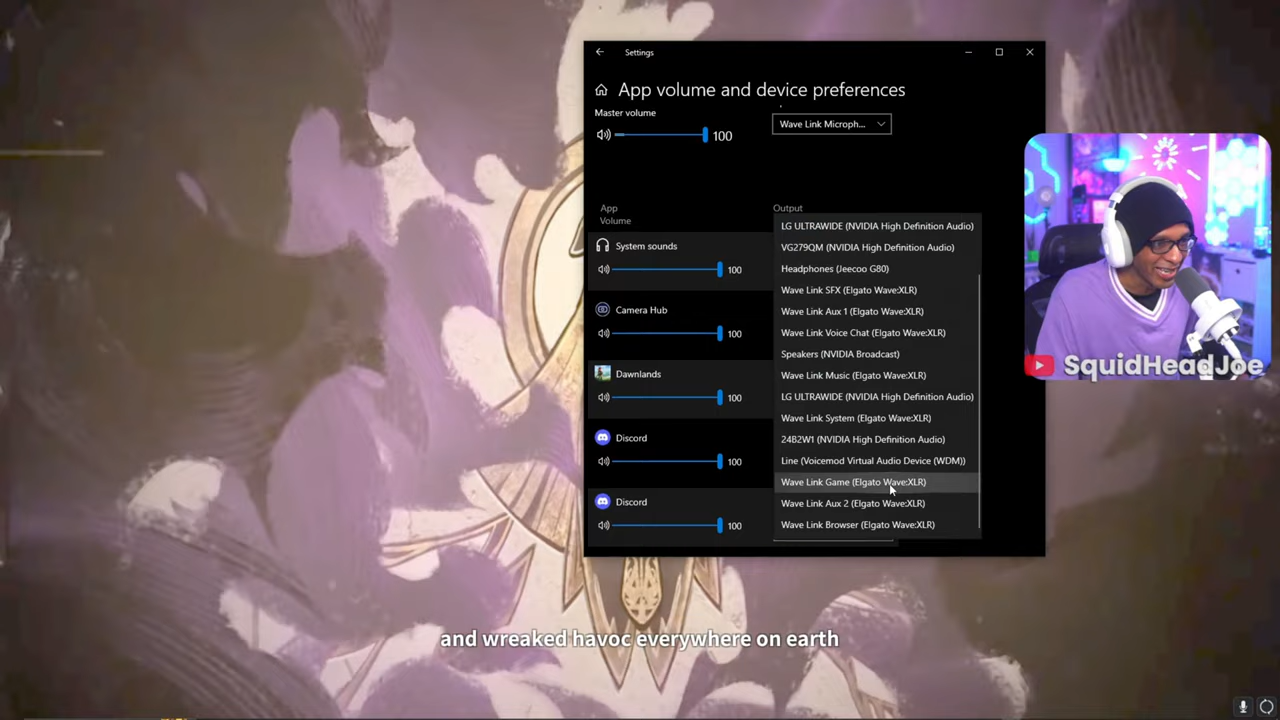 Settings
App volume and device preferences
Master volume
100
Wave Link Microph...
App
Volume
Output
System sounds
100
Camera Hub
100
Dawnlands
100
Discord
100
Discord
100
LG ULTRAWIDE (NVIDIA High Definition Audio)
VG279QM (NVIDIA High Definition Audio)
Headphones (Jeecoo G80)
Wave Link SFX (Elgato Wave:XLR)
Wave Link Aux 1 (Elgato Wave:XLR)
Wave Link Voice Chat (Elgato Wave:XLR)
Speakers (NVIDIA Broadcast)
Wave Link Music (Elgato Wave:XLR)
LG ULTRAWIDE (NVIDIA High Definition Audio)
Wave Link System (Elgato Wave:XLR)
24B2W1 (NVIDIA High Definition Audio)
Line (Voicemod Virtual Audio Device (WDM))
Wave Link Game (Elgato Wave:XLR)
Wave Link Aux 2 (Elgato Wave:XLR)
Wave Link Browser (Elgato Wave:XLR)
SquidHeadJoe
and wreaked havoc everywhere on earth